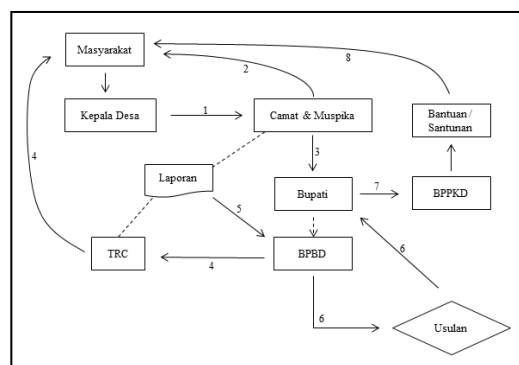 Masyarakat
8
2
Kepala Desa
1
Camat & Muspika
Bantuan /
Santunan
4
3
Laporan
Bupati
7
BPPKD
5
6
TRC
4
BPBD
6
Usulan